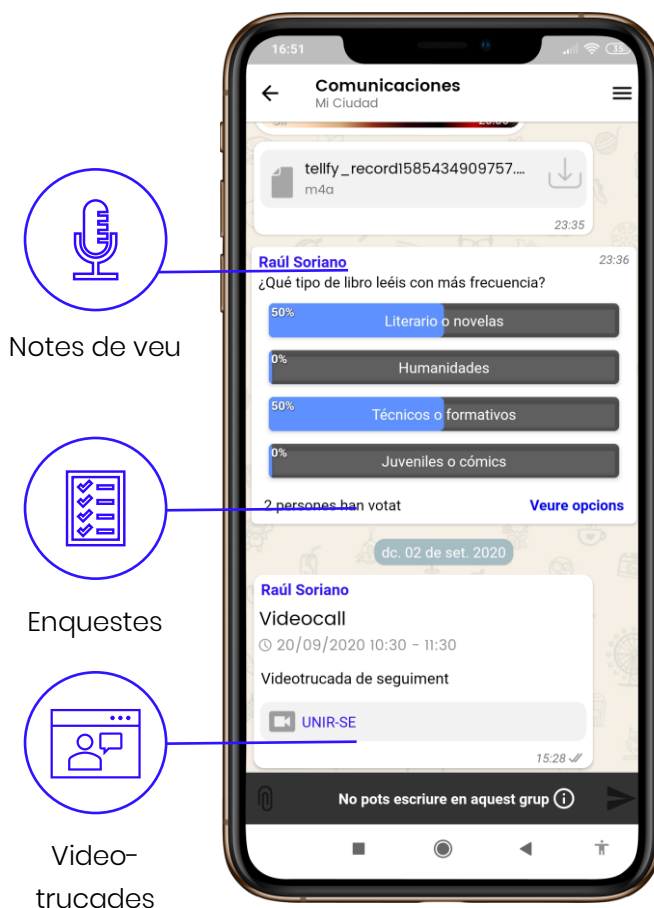 16:51
35
Comunicaciones
Mi Ciudad
tellfy_record1585434909757....
m4a
23:35
Raúl Soriano
23:36
¿Qué tipo de libro leéis con más frecuencia?
50%
Literario o novelas
0%
Humanidades
50%
Técnicos o formativos
0%
Juveniles o cómics
2 persones han votat
Veure opcions
dc. 02 de set. 2020
Raúl Soriano
Videocall
20/09/2020 10:30 - 11:30
Videotrucada de seguiment
UNIR-SE
15:28
No pots escriure en aquest grup
Notes de veu
Enquestes
Video-
trucades